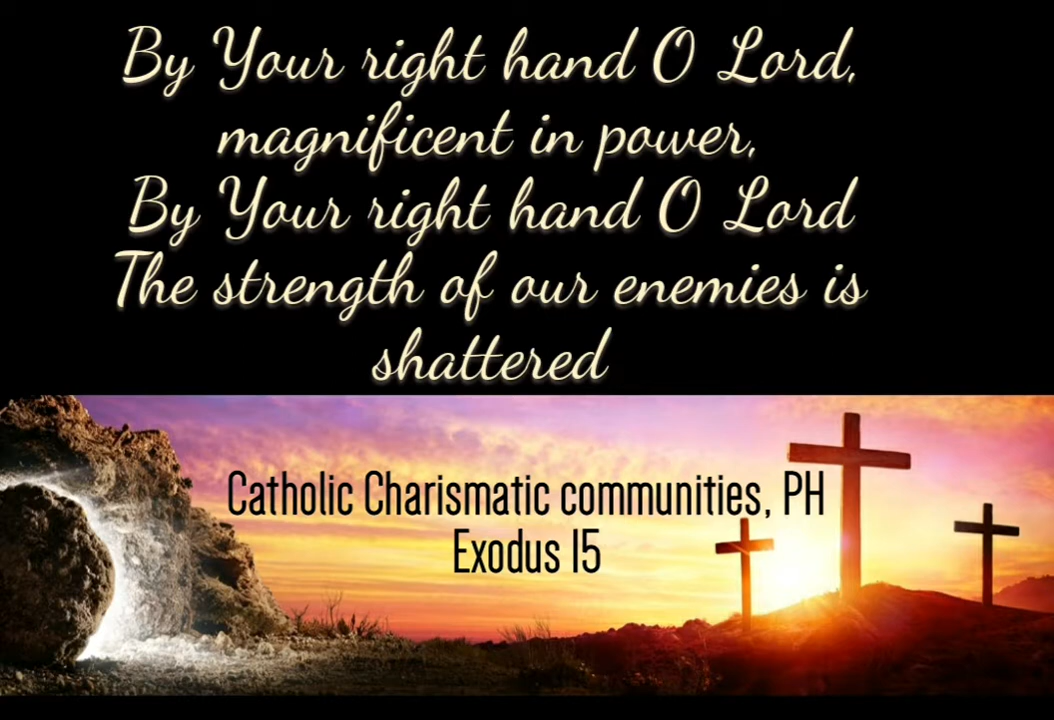 By Your right hand O Lord,
magnificent in power,
By Your right hand O Lord
The strength of our enemies is
shattered
Catholic Charismatic communities, PH
Exodus 15